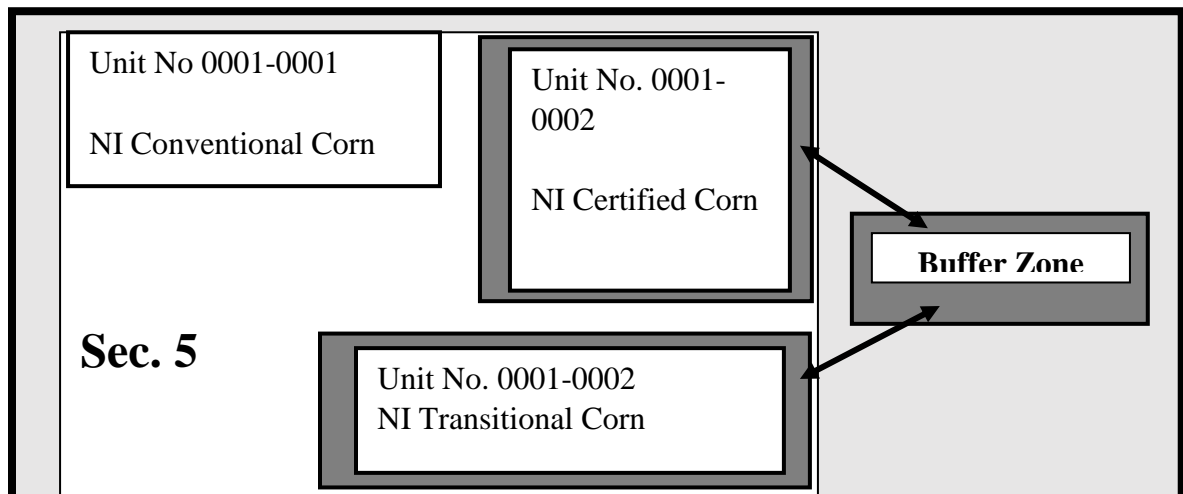 Unit No 0001-0001
NI Conventional Corn
Unit No. 0001-
0002
NI Certified Corn
Buffer Zone
Sec. 5
Unit No. 0001-0002
NI Transitional Corn